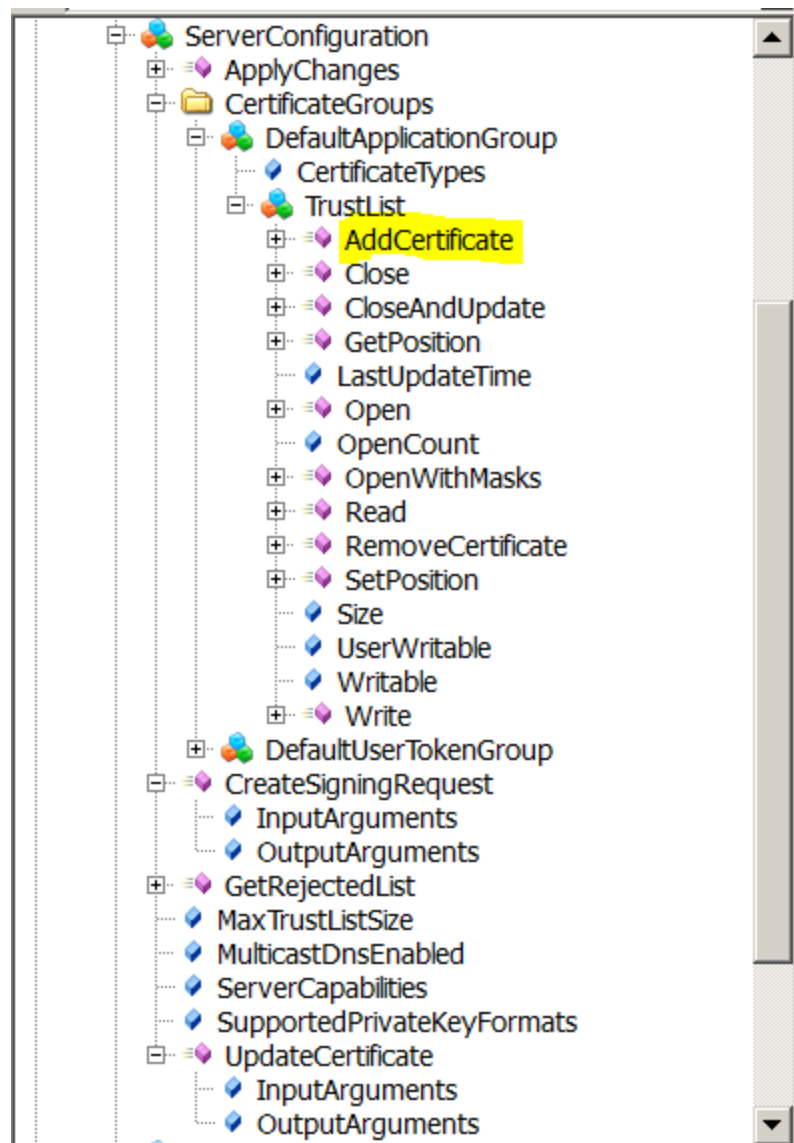 ServerConfiguration
ApplyChanges
CertificateGroups
DefaultApplicationGroup
CertificateTypes
TrustList
AddCertificate
Close
CloseAndUpdate
GetPosition
LastUpdateTime
Open
OpenCount
OpenWithMasks
Read
RemoveCertificate
SetPosition
Size
UserWritable
Writable
Write
DefaultUserTokenGroup
CreateSigningRequest
InputArguments
OutputArguments
GetRejectedList
MaxTrustListSize
MulticastDnsEnabled
ServerCapabilities
SupportedPrivateKeyFormats
UpdateCertificate
InputArguments
OutputArguments